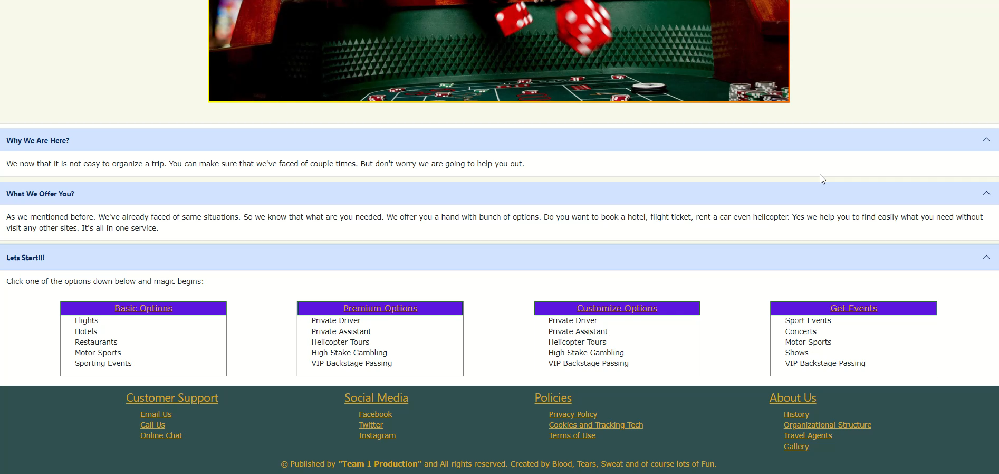 Why We Are Here?
We now that it is not easy to organize a trip. You can make sure that we've faced of couple times. But don't worry we are going to help you out.
What We Offer You?
As we mentioned before. We've already faced of same situations. So we know that what are you needed. We offer you a hand with bunch of options. Do you want to book a hotel, flight ticket, rent a car even helicopter. Yes we help you to find easily what you need without
visit any other sites. It's all in one service.
Lets Start!!!
Click one of the options down below and magic begins:
Basic Options
Flights
Hotels
Restaurants
Motor Sports
Sporting Events
Premium Options
Private Driver
Private Assistant
Helicopter Tours
High Stake Gambling
VIP Backstage Passing
Customize Options
Private Driver
Private Assistant
Helicopter Tours
High Stake Gambling
VIP Backstage Passing
Get Events
Sport Events
Concerts
Motor Sports
Shows
VIP Backstage Passing
Customer Support
Email Us
Call Us
Online Chat
Social Media
Facebook
Twitter
Instagram
Policies
Privacy Policy
Cookies and Tracking Tech
Terms of Use
About Us
History
Organizational Structure
Travel Agents
Gallery
© Published by "Team 1 Production" and All rights reserved. Created by Blood, Tears, Sweat and of course lots of Fun.